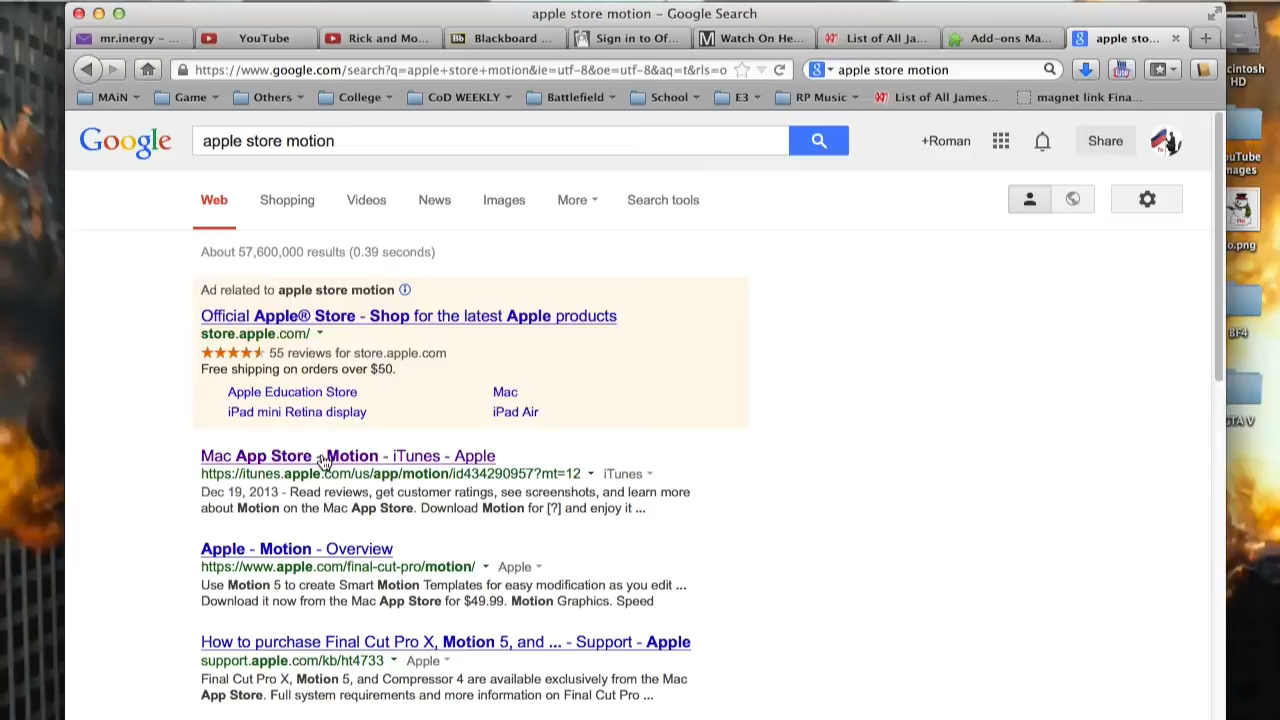 apple store motion - Google Search
mr.inergy - ...
YouTube
Rick and Mo...
Bb Blackboard ...
Sign in to Of...
M Watch On He...
List of All Ja...
Add-ons Ma...
apple sto...
https://www.google.com/search?q=apple+store+motion&ie=utf-8&oe=utf-8&aq=t&rls=o
apple store motion
MAiN
Game
Others
College
CoD WEEKLY
Battlefield
School
E3
RP Music
List of All James...
magnet link Fina...
Google
apple store motion
+Roman
Share
Web
Shopping
Videos
News
Images
More
Search tools
About 57,600,000 results (0.39 seconds)
Ad related to apple store motion
Official Apple® Store - Shop for the latest Apple products
store.apple.com/
55 reviews for store.apple.com
Free shipping on orders over $50.
Apple Education Store
Mac
iPad mini Retina display
iPad Air
Mac App Store - Motion - iTunes - Apple
https://itunes.apple.com/us/app/motion/id434290957?mt=12 iTunes
Dec 19, 2013 - Read reviews, get customer ratings, see screenshots, and learn more
about Motion on the Mac App Store. Download Motion for [?] and enjoy it ...
Apple - Motion - Overview
https://www.apple.com/final-cut-pro/motion/ Apple
Use Motion 5 to create Smart Motion Templates for easy modification as you edit ...
Download it now from the Mac App Store for $49.99. Motion Graphics. Speed
How to purchase Final Cut Pro X, Motion 5, and ... - Support - Apple
support.apple.com/kb/ht4733 Apple
Final Cut Pro X, Motion 5, and Compressor 4 are available exclusively from the Mac
App Store. Full system requirements and more information on Final Cut Pro ...
cintosh
HD
ouTube
mages
o.png
BF4
GTA V